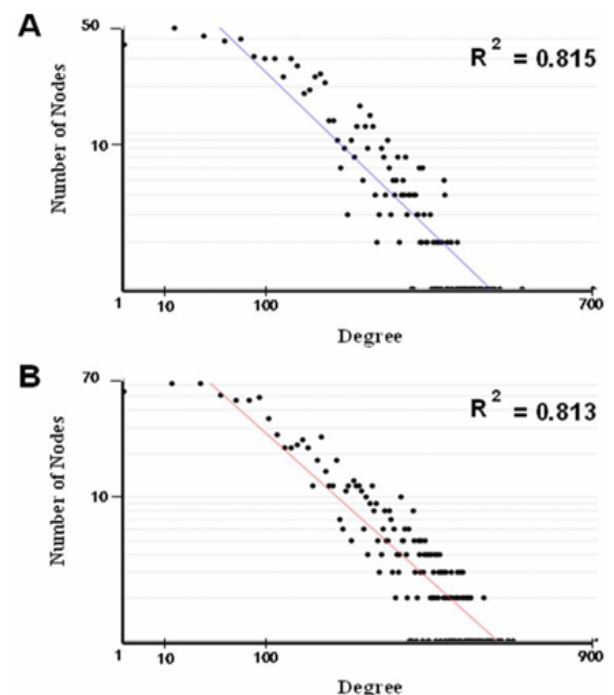 A
50
R² = 0.815
Number of Nodes
10
1
10
100
700
Degree
B
70
R² = 0.813
Number of Nodes
10
1
10
100
900
Degree